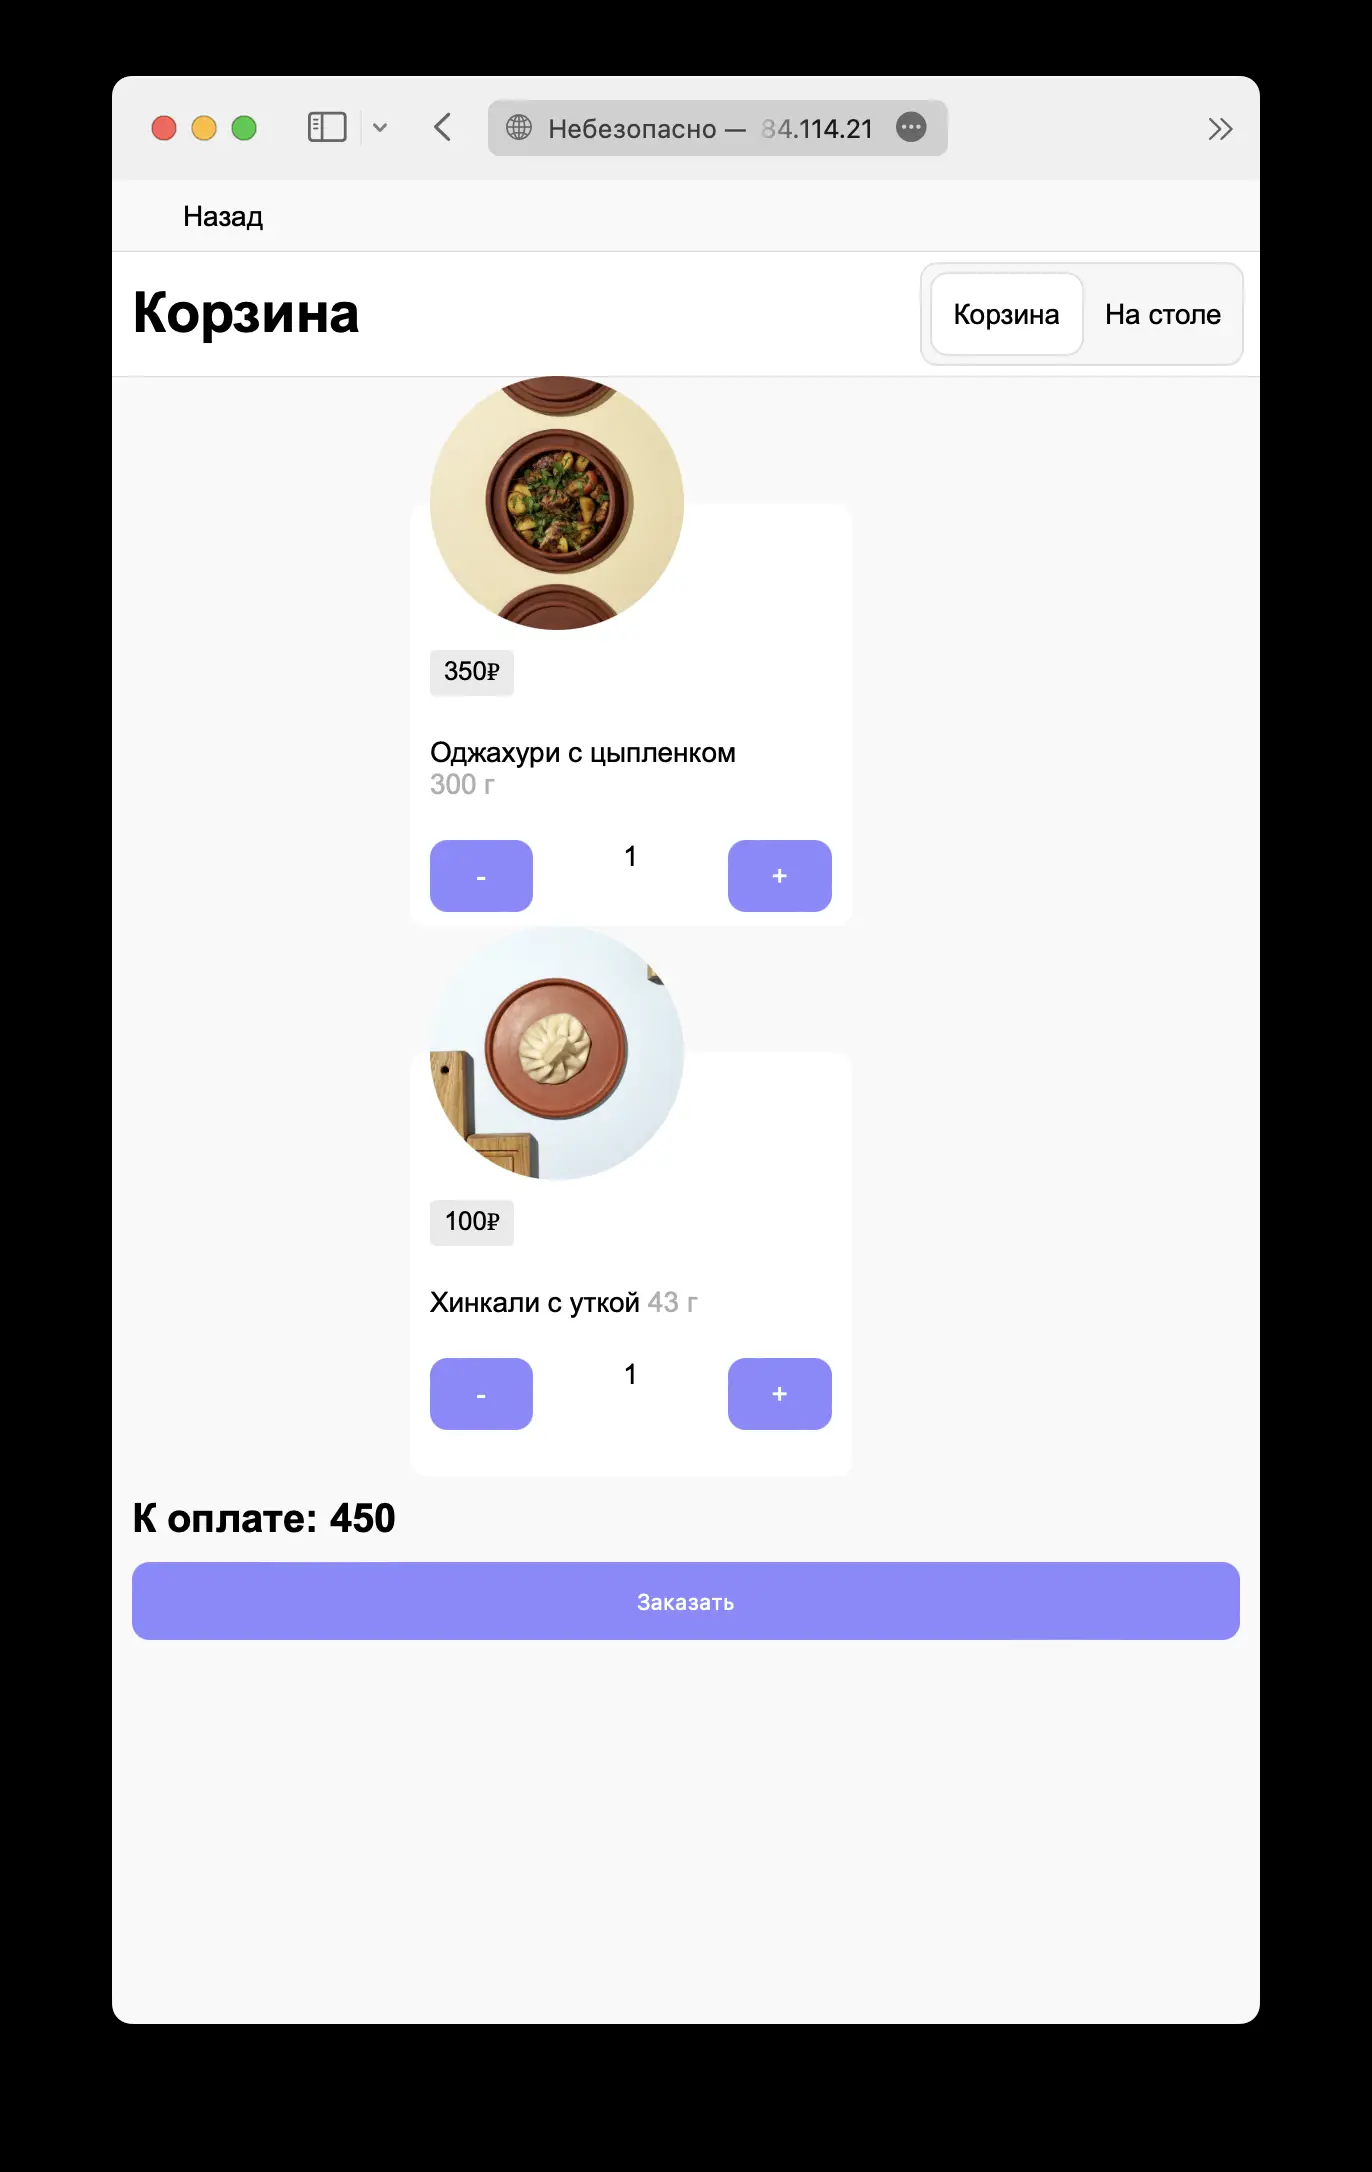 Небезопасно — 84.114.21
Назад
Корзина
Корзина
На столе
350₽
Оджахури с цыпленком
300 г
-
1
+
100₽
Хинкали с уткой 43 г
-
1
+
К оплате: 450
Заказать